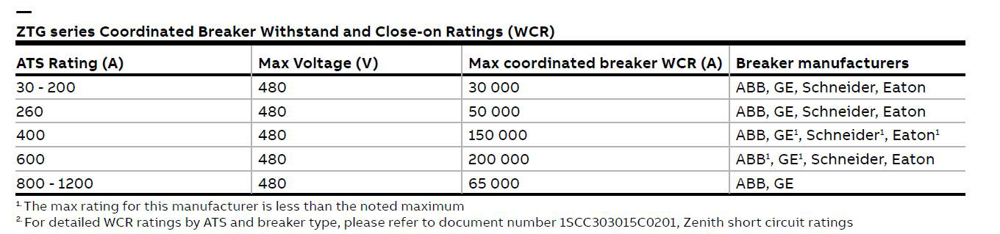 ZTG series Coordinated Breaker Withstand and Close-on Ratings (WCR)
ATS Rating (A) Max Voltage (V) Max coordinated breaker WCR (A) Breaker manufacturers
30 - 200 480 30 000 ABB, GE, Schneider, Eaton
260 480 50 000 ABB, GE, Schneider, Eaton
400 480 150 000 ABB, GE¹, Schneider¹, Eaton¹
600 480 200 000 ABB¹, GE¹, Schneider, Eaton
800 - 1200 480 65 000 ABB, GE
1. The max rating for this manufacturer is less than the noted maximum
2. For detailed WCR ratings by ATS and breaker type, please refer to document number 1SCC303015C0201, Zenith short circuit ratings